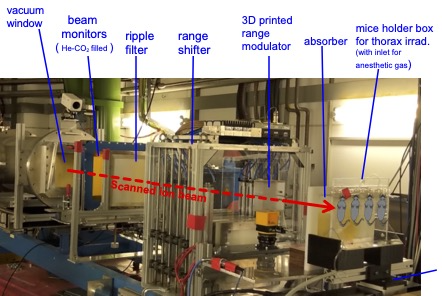 vacuum
window
beam
monitors
( He-CO₂ filled )
ripple
filter
range
shifter
3D printed
range
modulator
absorber
mice holder box
for thorax irrad.
(with inlet for
anesthetic gas)
Scanned ion beam